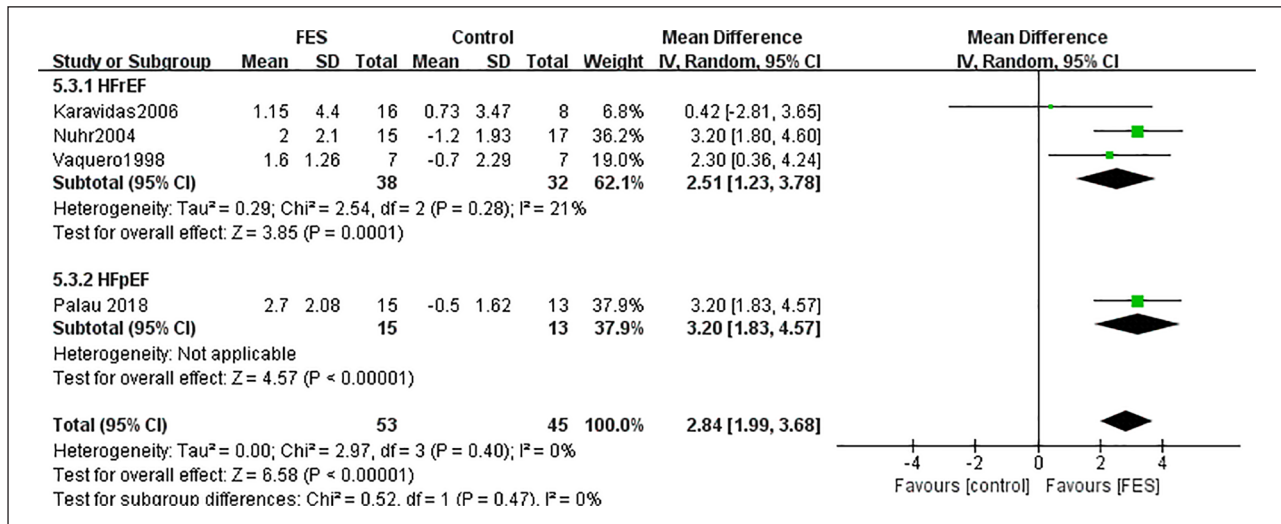 FES Control Mean Difference Mean Difference
Study or Subgroup Mean SD Total Mean SD Total Weight IV, Random, 95% CI IV, Random, 95% CI
5.3.1 HFrEF
Karavidas2006 1.15 4.4 16 0.73 3.47 8 6.8% 0.42 [-2.81, 3.65]
Nuhr2004 2 2.1 15 -1.2 1.93 17 36.2% 3.20 [1.80, 4.60]
Vaquero1998 1.6 1.26 7 -0.7 2.29 7 19.0% 2.30 [0.36, 4.24]
Subtotal (95% CI) 38 32 62.1% 2.51 [1.23, 3.78]
Heterogeneity: Tau² = 0.29; Chi² = 2.54, df = 2 (P = 0.28); I² = 21%
Test for overall effect: Z = 3.85 (P = 0.0001)
5.3.2 HFpEF
Palau 2018 2.7 2.08 15 -0.5 1.62 13 37.9% 3.20 [1.83, 4.57]
Subtotal (95% CI) 15 13 37.9% 3.20 [1.83, 4.57]
Heterogeneity: Not applicable
Test for overall effect: Z = 4.57 (P < 0.00001)
Total (95% CI) 53 45 100.0% 2.84 [1.99, 3.68]
Heterogeneity: Tau² = 0.00; Chi² = 2.97, df = 3 (P = 0.40); I² = 0%
Test for overall effect: Z = 6.58 (P < 0.00001)
Test for subgroup differences: Chi² = 0.52, df = 1 (P = 0.47), I² = 0%
-4 -2 0 2 4
Favours [control] Favours [FES]